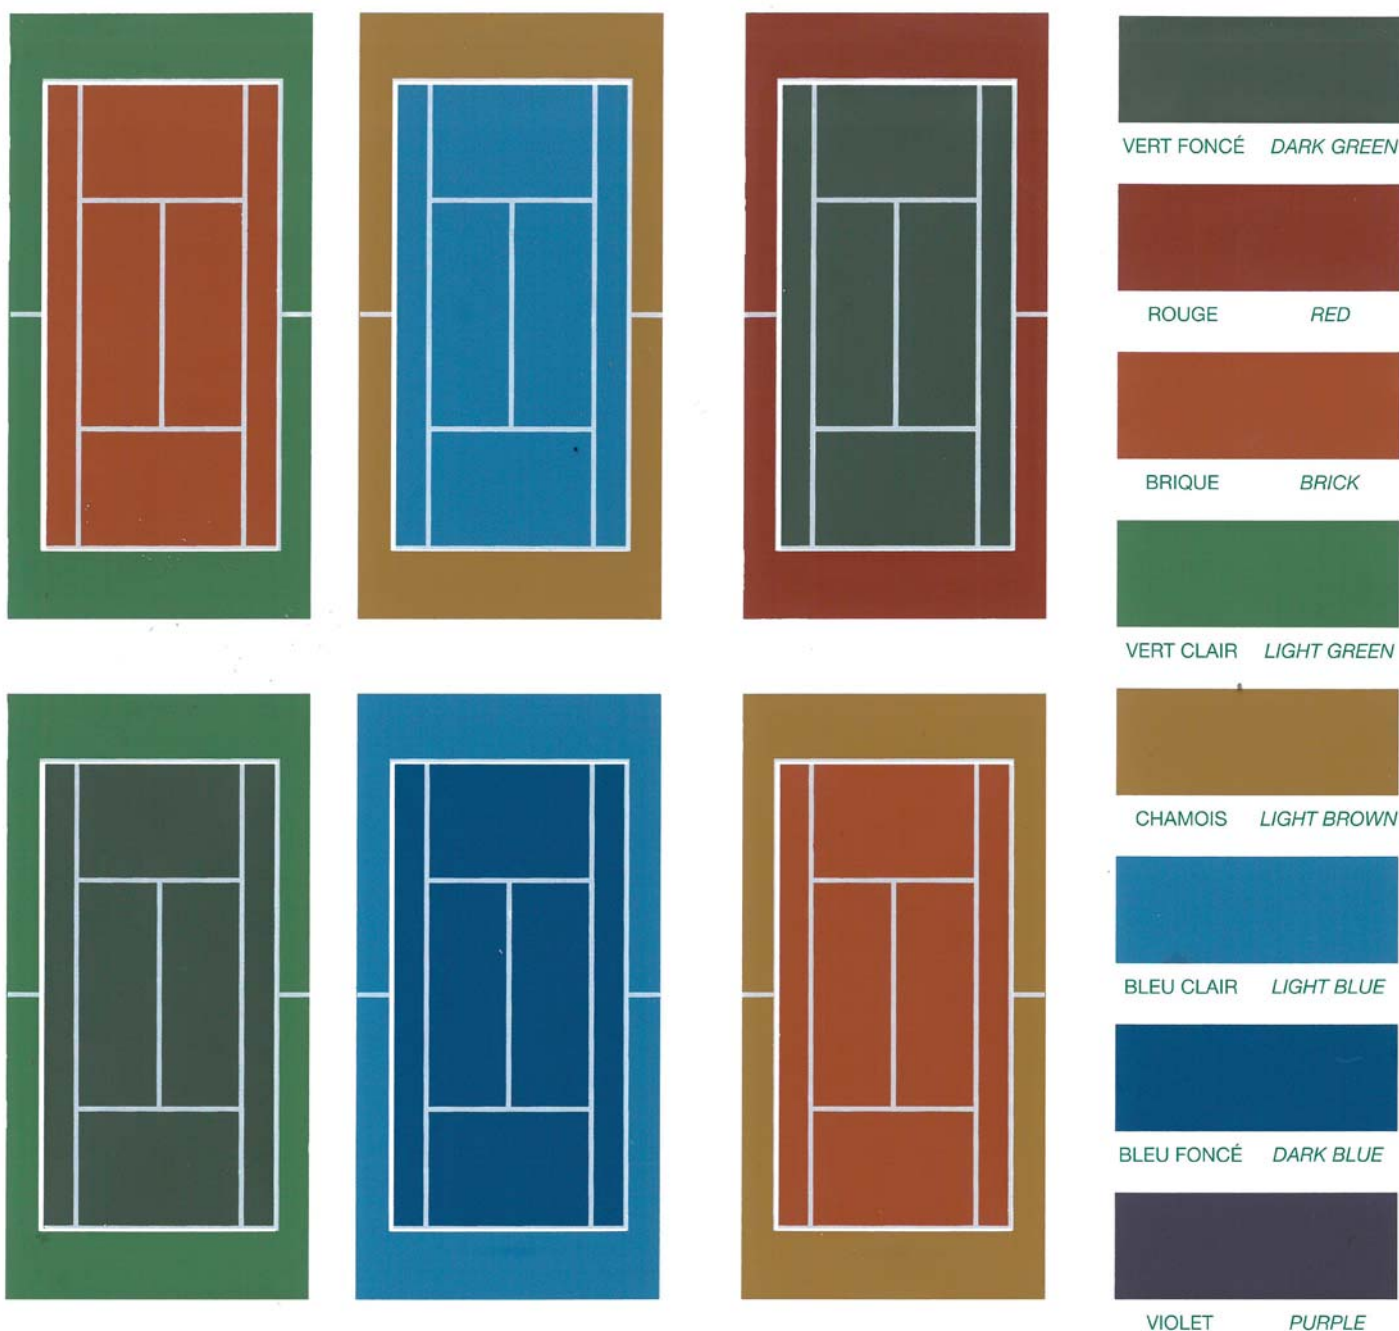 VERT FONCÉ DARK GREEN
ROUGE RED
BRIQUE BRICK
VERT CLAIR LIGHT GREEN
CHAMOIS LIGHT BROWN
BLEU CLAIR LIGHT BLUE
BLEU FONCÉ DARK BLUE
VIOLET PURPLE